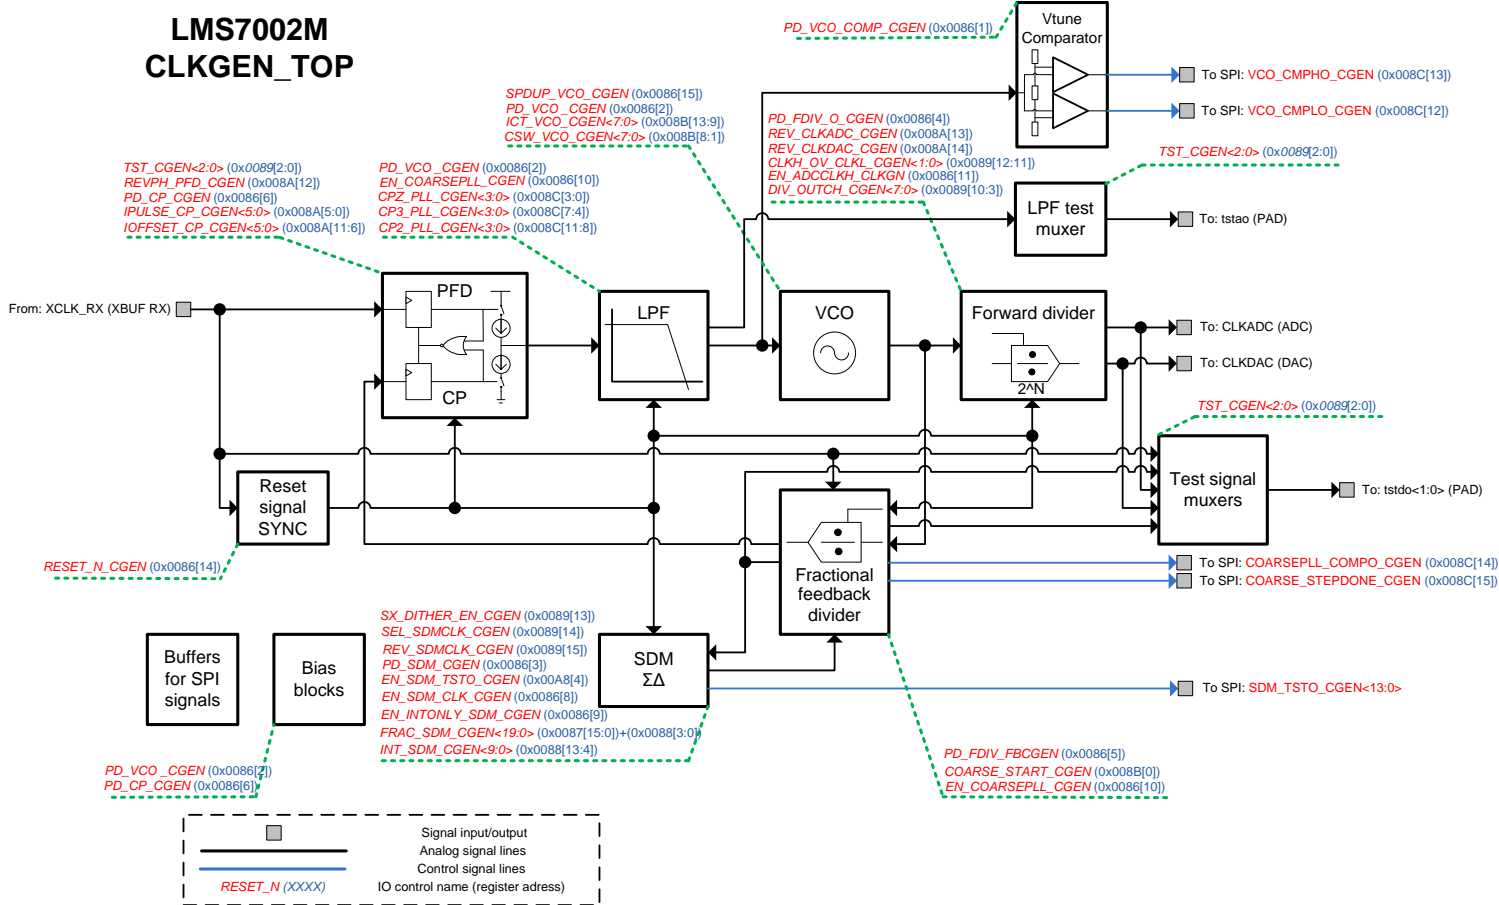 LMS7002M
CLKGEN_TOP
PD_VCO_COMP_CGEN (0x0086[1])
Vtune
Comparator
To SPI: VCO_CMPHO_CGEN (0x008C[13])
To SPI: VCO_CMPLO_CGEN (0x008C[12])
SPDUP_VCO_CGEN (0x0086[15])
PD_VCO_CGEN (0x0086[2])
ICT_VCO_CGEN<7:0> (0x008B[13:9])
CSW_VCO_CGEN<7:0> (0x008B[8:1])
PD_FDIV_O_CGEN (0x0086[4])
REV_CLKADC_CGEN (0x008A[13])
REV_CLKDAC_CGEN (0x008A[14])
CLKH_OV_CLKL_CGEN<1:0> (0x0089[12:11])
EN_ADCCLKH_CLKGN (0x0086[11])
DIV_OUTCH_CGEN<7:0> (0x0089[10:3])
TST_CGEN<2:0> (0x0089[2:0])
TST_CGEN<2:0> (0x0089[2:0])
REVPH_PFD_CGEN (0x008A[12])
PD_CP_CGEN (0x0086[6])
IPULSE_CP_CGEN<5:0> (0x008A[5:0])
IOFFSET_CP_CGEN<5:0> (0x008A[11:6])
PD_VCO_CGEN (0x0086[2])
EN_COARSEPLL_CGEN (0x0086[10])
CPZ_PLL_CGEN<3:0> (0x008C[3:0])
CP3_PLL_CGEN<3:0> (0x008C[7:4])
CP2_PLL_CGEN<3:0> (0x008C[11:8])
LPF test
muxer
To: tstao (PAD)
From: XCLK_RX (XBUF RX)
PFD
CP
LPF
VCO
Forward divider
2^N
To: CLKADC (ADC)
To: CLKDAC (DAC)
TST_CGEN<2:0> (0x0089[2:0])
Reset
signal
SYNC
Test signal
muxers
To: tstdo<1:0> (PAD)
RESET_N_CGEN (0x0086[14])
Fractional
feedback
divider
To SPI: COARSEPLL_COMPO_CGEN (0x008C[14])
To SPI: COARSE_STEPDONE_CGEN (0x008C[15])
Buffers
for SPI
signals
Bias
blocks
SX_DITHER_EN_CGEN (0x0089[13])
SEL_SDMCLK_CGEN (0x0089[14])
REV_SDMCLK_CGEN (0x0089[15])
PD_SDM_CGEN (0x0086[3])
EN_SDM_TSTO_CGEN (0x00A8[4])
EN_SDM_CLK_CGEN (0x0086[8])
EN_INTONLY_SDM_CGEN (0x0086[9])
FRAC_SDM_CGEN<19:0> (0x0087[15:0])+(0x0088[3:0])
INT_SDM_CGEN<9:0> (0x0088[13:4])
SDM
ΣΔ
To SPI: SDM_TSTO_CGEN<13:0>
PD_VCO _CGEN (0x0086[2])
PD_CP_CGEN (0x0086[6])
PD_FDIV_FBCGEN (0x0086[5])
COARSE_START_CGEN (0x008B[0])
EN_COARSEPLL_CGEN (0x0086[10])
Signal input/output
Analog signal lines
Control signal lines
RESET_N (XXXX) IO control name (register adress)